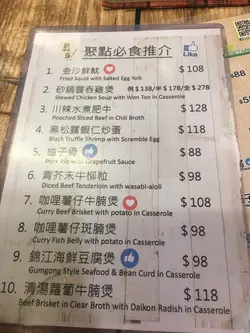 聚點必食推介
Like
1. 金沙鮮魷 $ 108
Fried Squid with Salted Egg Yolk
2. 砂鍋雲吞雞煲 例$138/半$178/全$278
Stewed Chicken Soup with Won Ton in Casserole
3. 川辣水煮肥牛 $ 128
Poached Sliced Beef in Chili Broth
4. 黑松露蝦仁炒蛋 $ 118
Black Truffle Shrimp with Scramble Egg
5. 柚子骨 $ 88
Pork Rib with Grapefruit Sauce
6. 青芥末牛柳粒 $ 98
Diced Beef Tenderloin with wasabi-aioli
7. 咖喱薯仔牛腩煲 $ 108
Curry Beef Brisket with potato in Casserole
8. 咖喱薯仔斑腩煲 $ 98
Curry Fish Belly with potato in Casserole
9. 錦江海鮮豆腐煲 $ 98
Gumgong Style Seafood & Bean Curd in Casserole
10. 清燉蘿蔔牛腩煲 $ 118
Beef Brisket in Clear Broth with Daikon Radish in Casserole